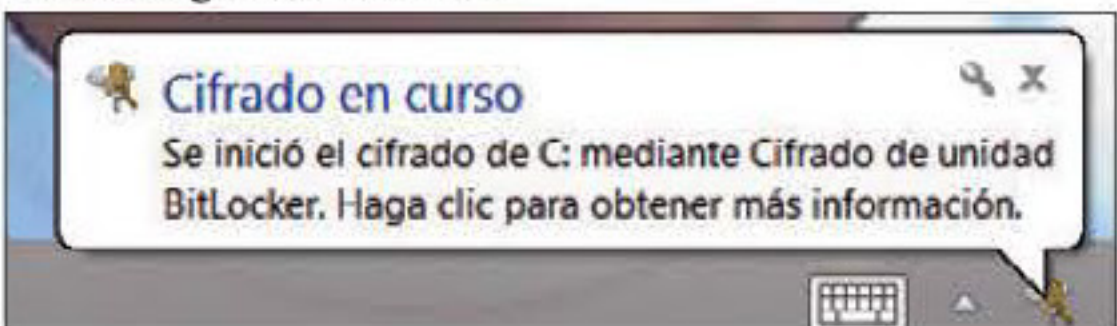 Cifrado en curso
Se inició el cifrado de C: mediante Cifrado de unidad
BitLocker. Haga clic para obtener más información.